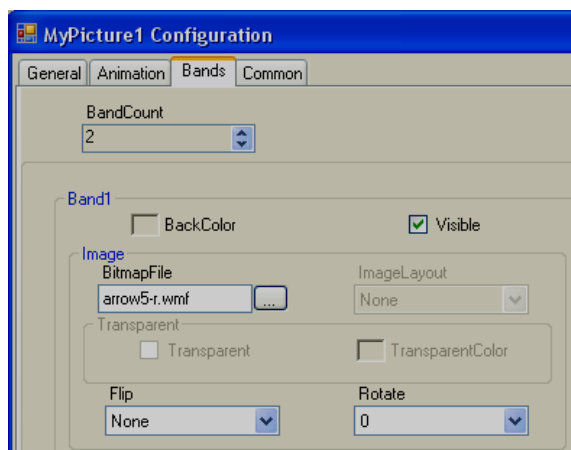 MyPicture1 Configuration
General Animation Bands Common
BandCount
2
Band1
BackColor Visible
Image
BitmapFile ImageLayout
arrow5-r.wmf ... None
Transparent
Transparent TransparentColor
Flip Rotate
None 0